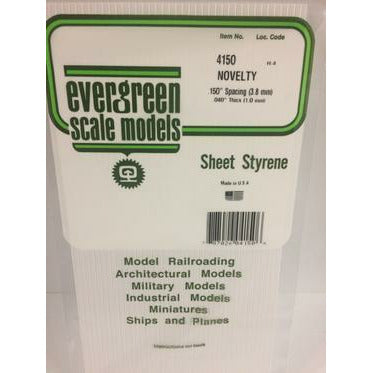 Item No. Loc. Code
4150 H-4
NOVELTY
.150" Spacing (3.8 mm)
.040" Thick (1.0 mm)
evergreen
scale models
Sheet Styrene
Made in U S A
Model Railroading
Architectural Models
Military Models
Industrial Models
Miniatures
Ships and Planes